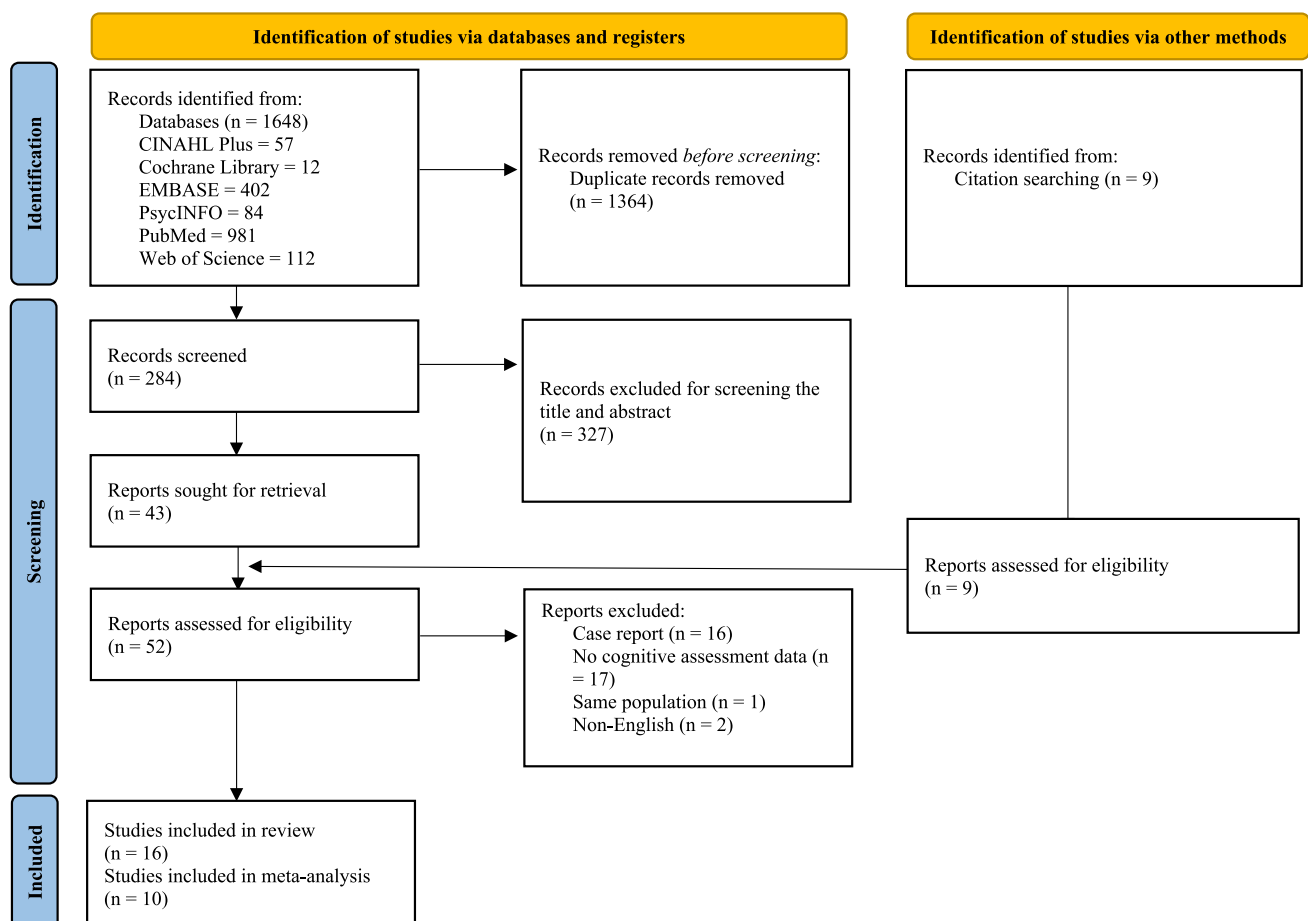 Identification of studies via databases and registers
Identification of studies via other methods
Identification
Records identified from:
Databases (n = 1648)
CINAHL Plus = 57
Cochrane Library = 12
EMBASE = 402
PsycINFO = 84
PubMed = 981
Web of Science = 112
Records removed before screening:
Duplicate records removed
(n = 1364)
Records identified from:
Citation searching (n = 9)
Screening
Records screened
(n = 284)
Records excluded for screening the
title and abstract
(n = 327)
Reports sought for retrieval
(n = 43)
Reports assessed for eligibility
(n = 9)
Reports assessed for eligibility
(n = 52)
Reports excluded:
Case report (n = 16)
No cognitive assessment data (n
= 17)
Same population (n = 1)
Non-English (n = 2)
Included
Studies included in review
(n = 16)
Studies included in meta-analysis
(n = 10)